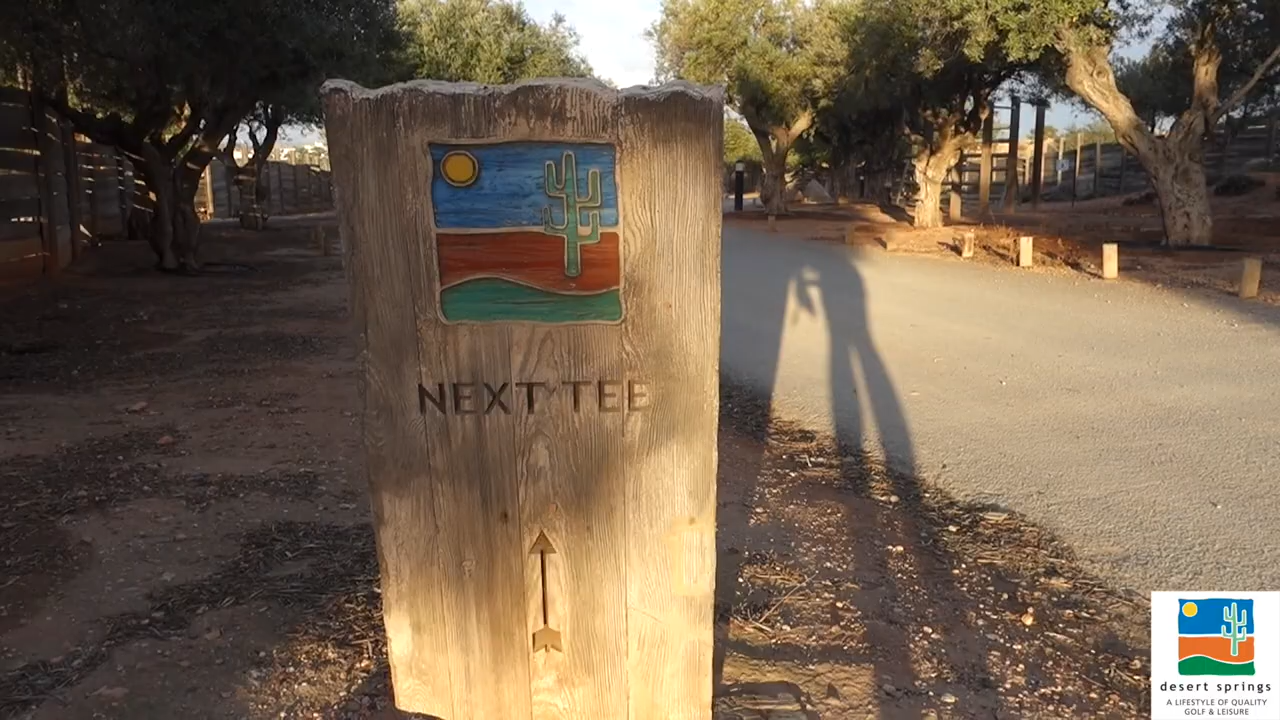 NEXT TEE
desert springs
A LIFESTYLE OF QUALITY
GOLF & LEISURE